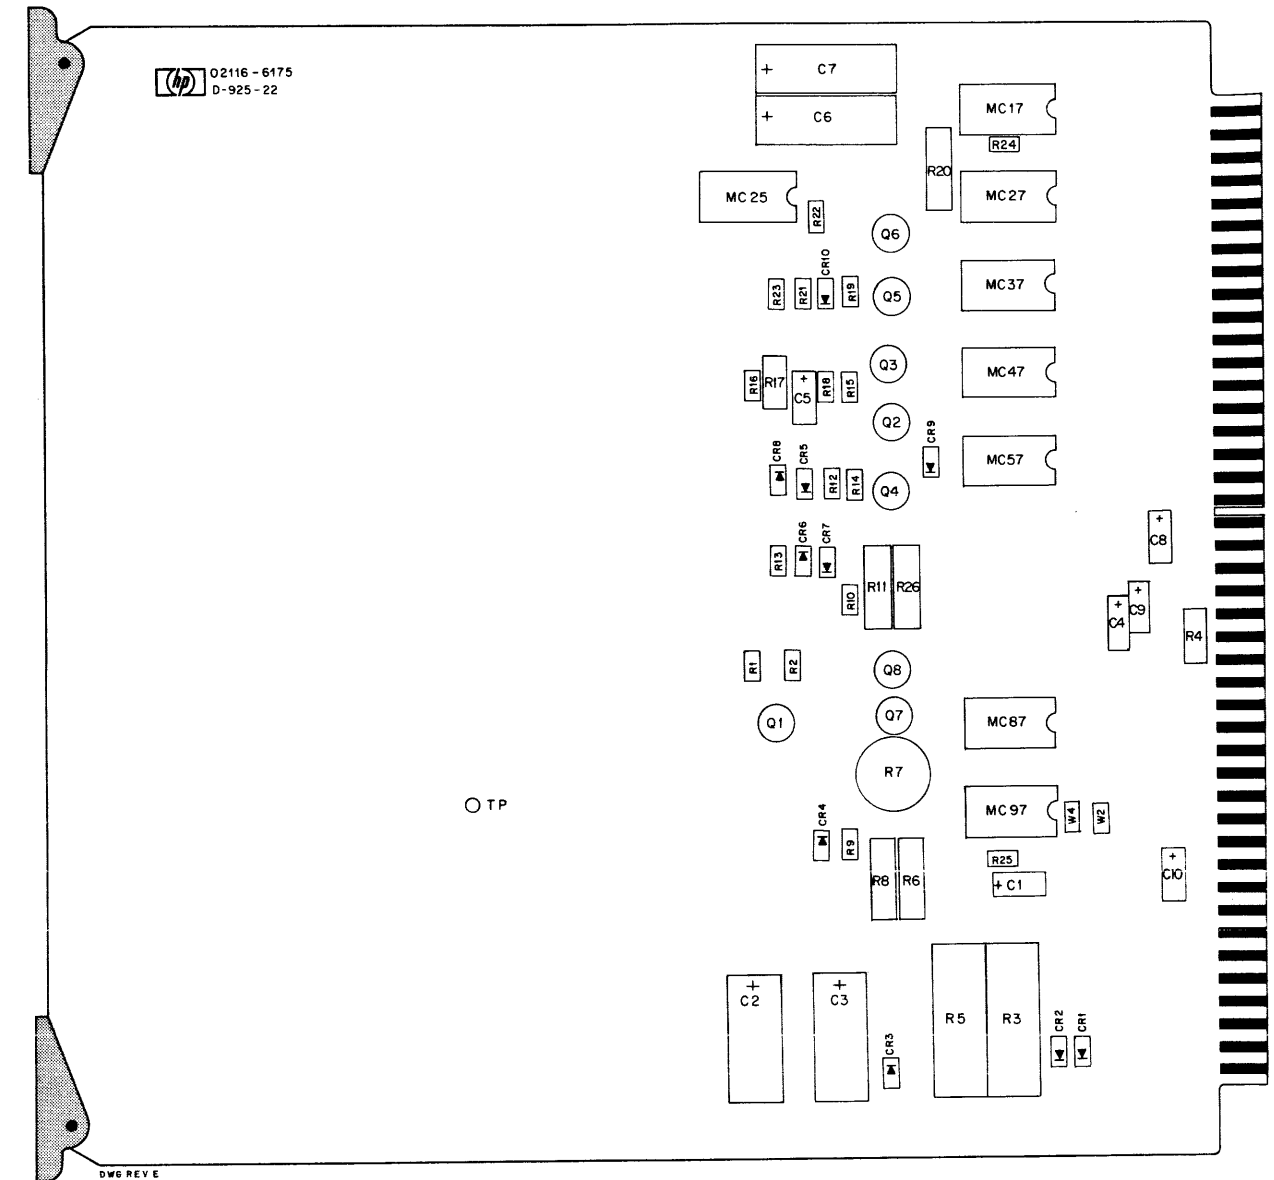 hp
02116-6175
D-925-22
+ C7
+ C6
MC17
R24
R20
MC25
R22
MC27
Q6
CR10
R23
R21
R19
Q5
MC37
Q3
R16
R17
+
C5
R18
R15
MC47
Q2
CR9
CR8
CR5
R12
R14
Q4
MC57
+
C8
CR6
CR7
R13
R10
R11
R26
+
C9
+
C4
R4
R1
R2
Q8
Q1
Q7
MC87
R7
TP
CR4
R9
MC97
W4
W2
R25
+ C1
R8
R6
+
C10
+
C2
+
C3
CR3
R5
R3
CR2
CR1
DWG REV E